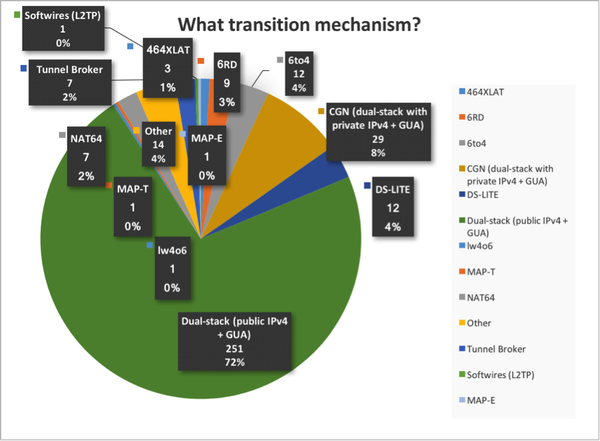 What transition mechanism?
Softwires (L2TP)
1
0%
464XLAT
3
1%
6RD
9
3%
6to4
12
4%
Tunnel Broker
7
2%
CGN (dual-stack with
private IPv4 + GUA)
29
8%
NAT64
7
2%
Other
14
4%
MAP-E
1
0%
MAP-T
1
0%
DS-LITE
12
4%
lw4o6
1
0%
Dual-stack (public IPv4
+ GUA)
251
72%
464XLAT
6RD
6to4
CGN (dual-stack with
private IPv4 + GUA)
DS-LITE
Dual-stack (public IPv4 +
GUA)
lw4o6
MAP-T
NAT64
Other
Tunnel Broker
Softwires (L2TP)
MAP-E